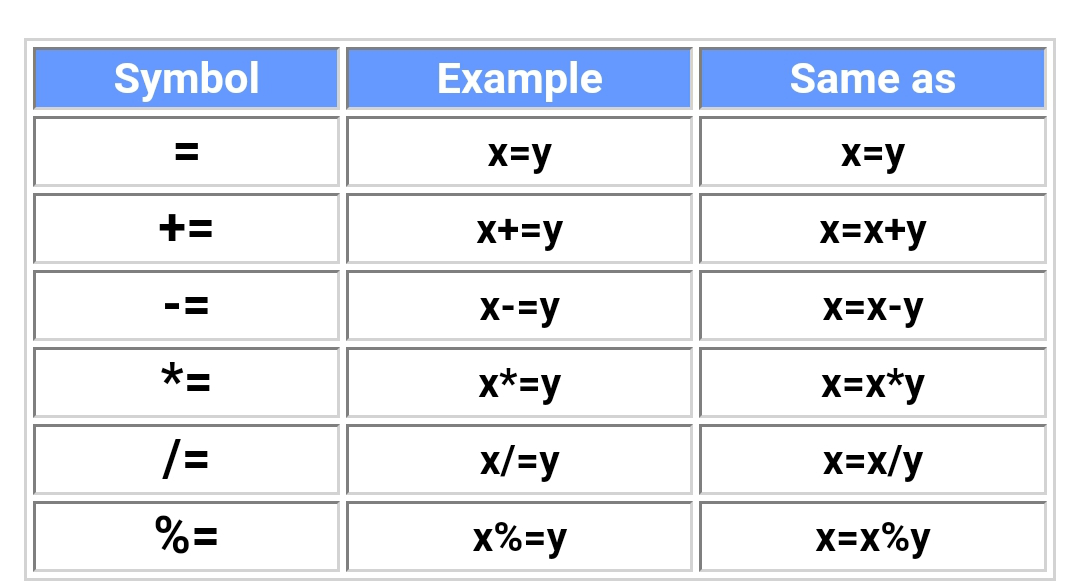 Symbol Example Same as
= x=y x=y
+= x+=y x=x+y
-= x-=y x=x-y
*= x*=y x=x*y
/= x/=y x=x/y
%= x%=y x=x%y